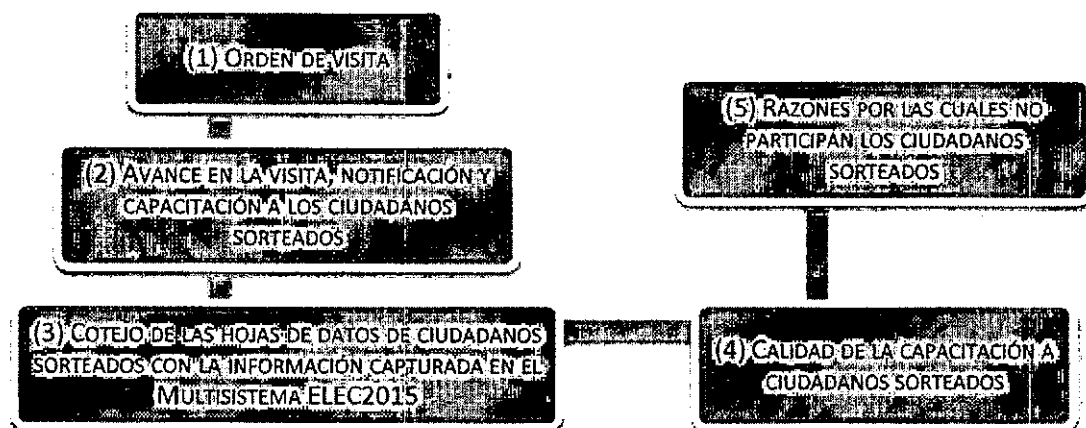 (1) ORDEN DE VISITA
(2) AVANCE EN LA VISITA, NOTIFICACIÓN Y
CAPACITACIÓN A LOS CIUDADANOS
SORTEADOS
(3) COTEJO DE LAS HOJAS DE DATOS DE CIUDADANOS
SORTEADOS CON LA INFORMACIÓN CAPTURADA EN EL
MULTISISTEMA ELEC2015
(4) CALIDAD DE LA CAPACITACIÓN A
CIUDADANOS SORTEADOS
(5) RAZONES POR LAS CUALES NO
PARTICIPAN LOS CIUDADANOS
SORTEADOS